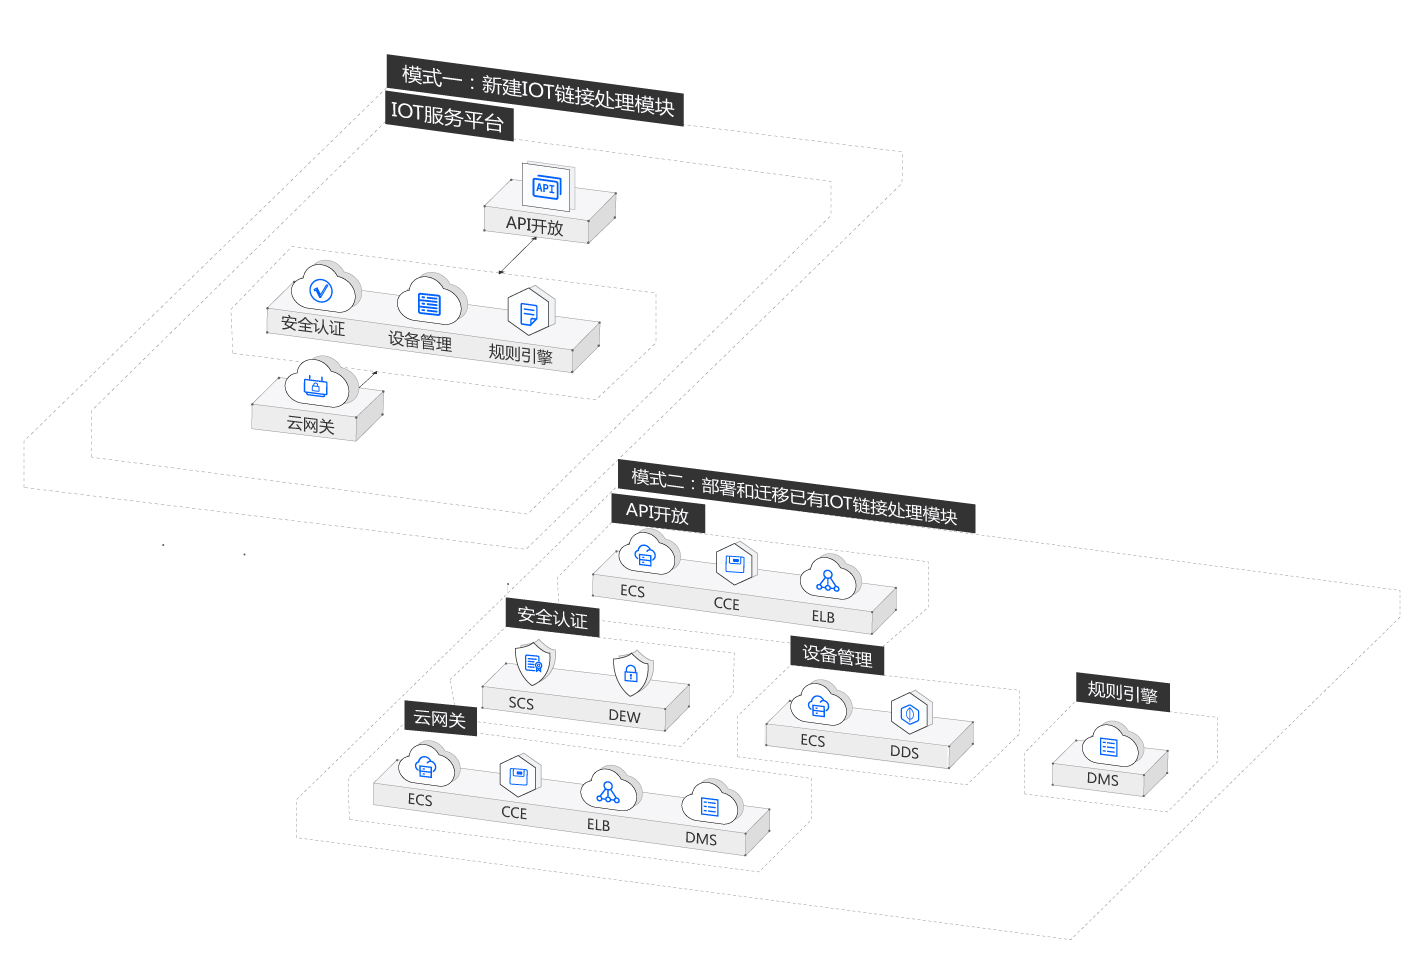 模式一：新建IOT链接处理模块
IOT服务平台
API
API开放
安全认证
设备管理
规则引擎
云网关
模式二：部署和迁移已有IOT链接处理模块
API开放
ECS
CCE
ELB
安全认证
SCS
DEW
设备管理
ECS
DDS
规则引擎
DMS
云网关
ECS
CCE
ELB
DMS